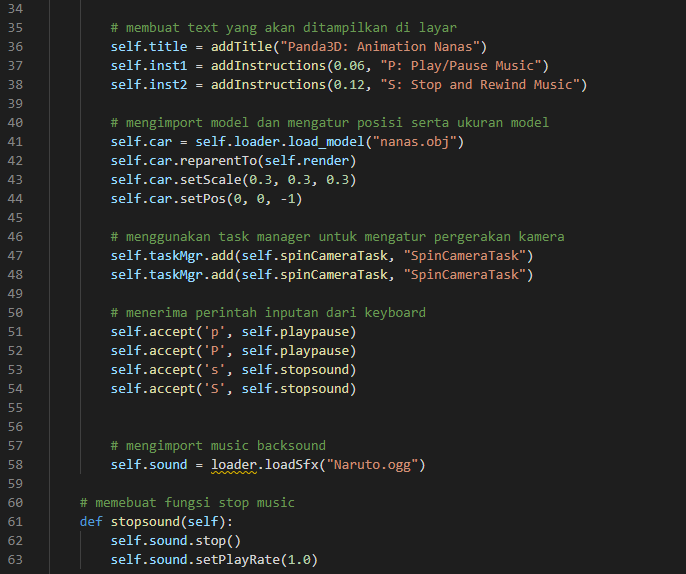 34
35 # membuat text yang akan ditampilkan di layar
36 self.title = addTitle("Panda3D: Animation Nanas")
37 self.inst1 = addInstructions(0.06, "P: Play/Pause Music")
38 self.inst2 = addInstructions(0.12, "S: Stop and Rewind Music")
39
40 # mengimport model dan mengatur posisi serta ukuran model
41 self.car = self.loader.load_model("nanas.obj")
42 self.car.reparentTo(self.render)
43 self.car.setScale(0.3, 0.3, 0.3)
44 self.car.setPos(0, 0, -1)
45
46 # menggunakan task manager untuk mengatur pergerakan kamera
47 self.taskMgr.add(self.spinCameraTask, "SpinCameraTask")
48 self.taskMgr.add(self.spinCameraTask, "SpinCameraTask")
49
50 # menerima perintah inputan dari keyboard
51 self.accept('p', self.playpause)
52 self.accept('P', self.playpause)
53 self.accept('s', self.stopsound)
54 self.accept('S', self.stopsound)
55
56
57 # mengimport music backsound
58 self.sound = loader.loadSfx("Naruto.ogg")
59
60 # memebuat fungsi stop music
61 def stopsound(self):
62 self.sound.stop()
63 self.sound.setPlayRate(1.0)